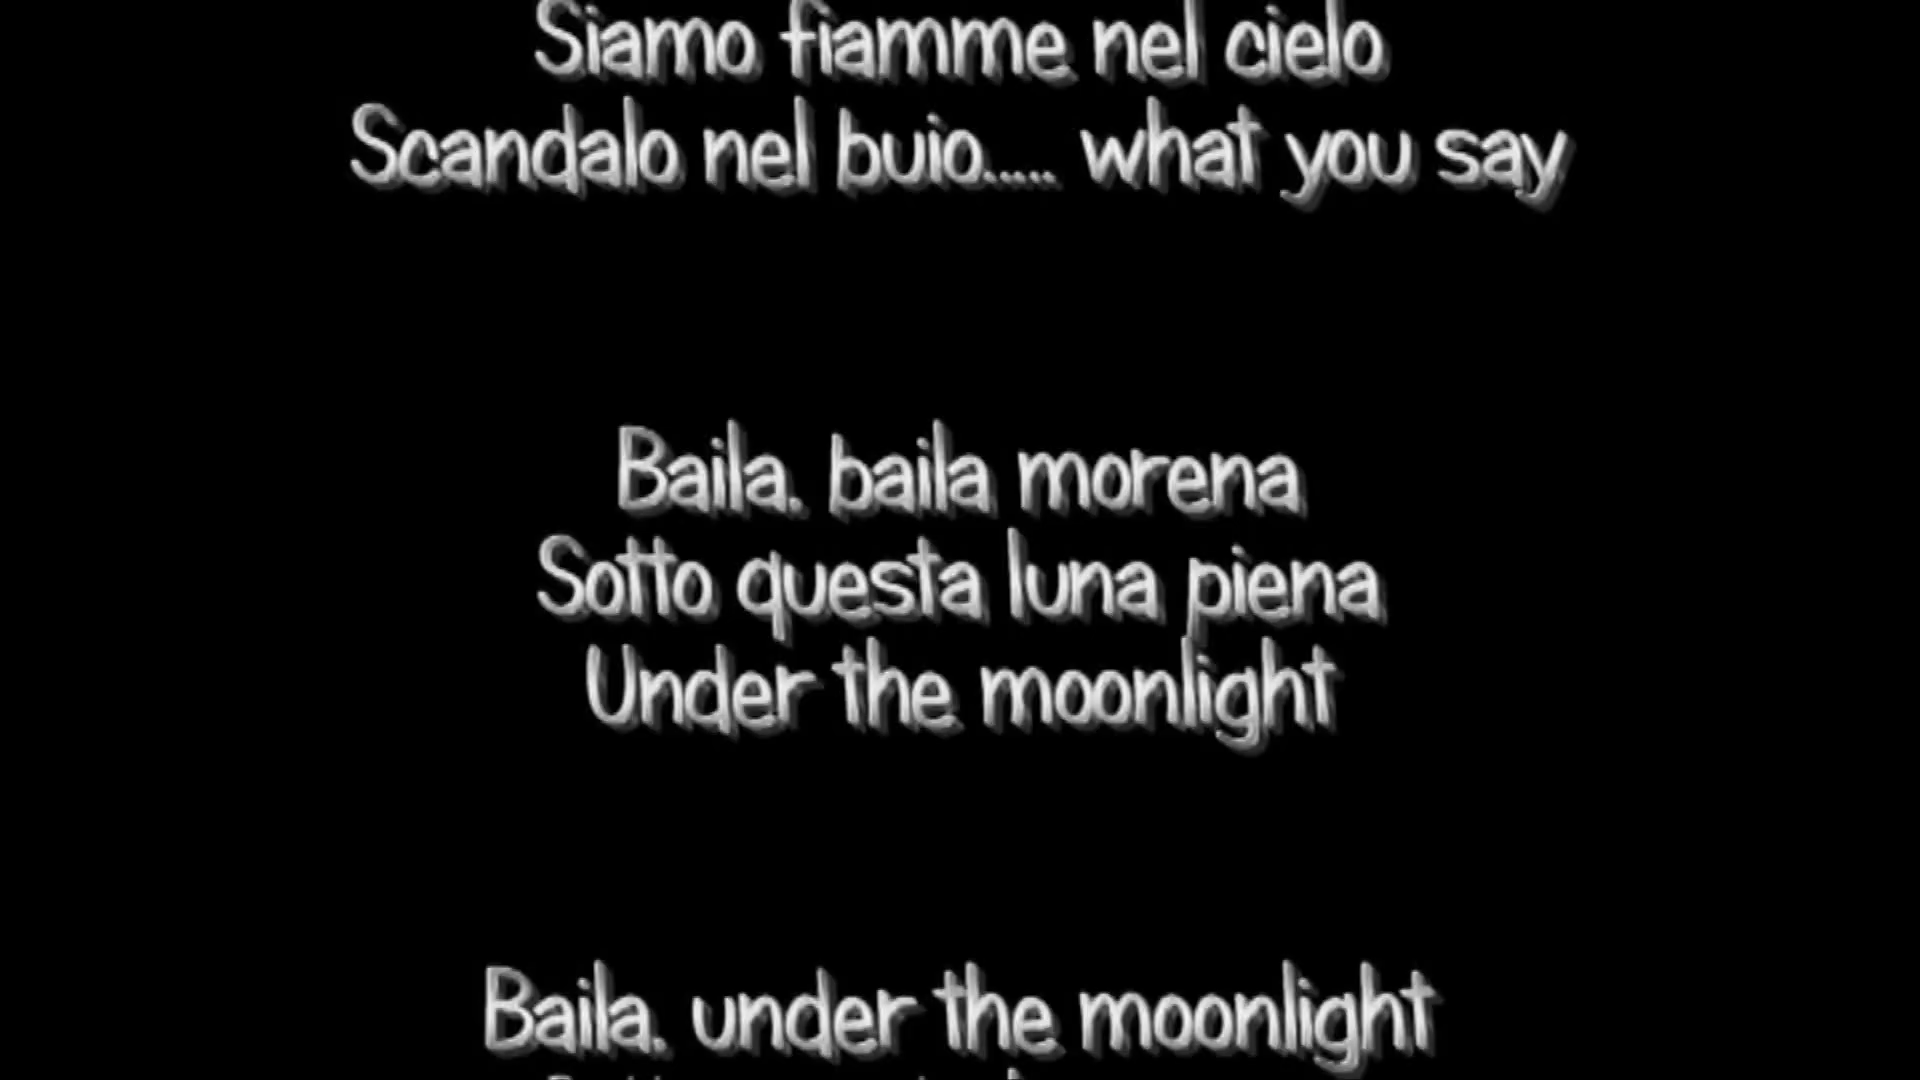 Siamo fiamme nel cielo
Scandalo nel buio..... what you say
Baila. baila morena
Sotto questa luna piena
Under the moonlight
Baila. under the moonlight